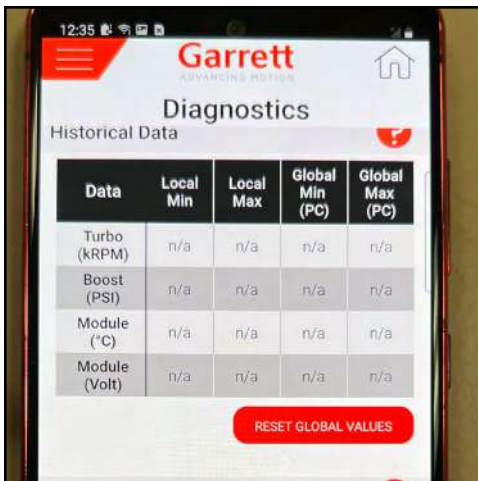 12:35
Garrett
ADVANCING MOTION
Diagnostics
Historical Data
?
Data Local Min Local Max Global Min (PC) Global Max (PC)
Turbo (kRPM) n/a n/a n/a n/a
Boost (PSI) n/a n/a n/a n/a
Module (°C) n/a n/a n/a n/a
Module (Volt) n/a n/a n/a n/a
RESET GLOBAL VALUES